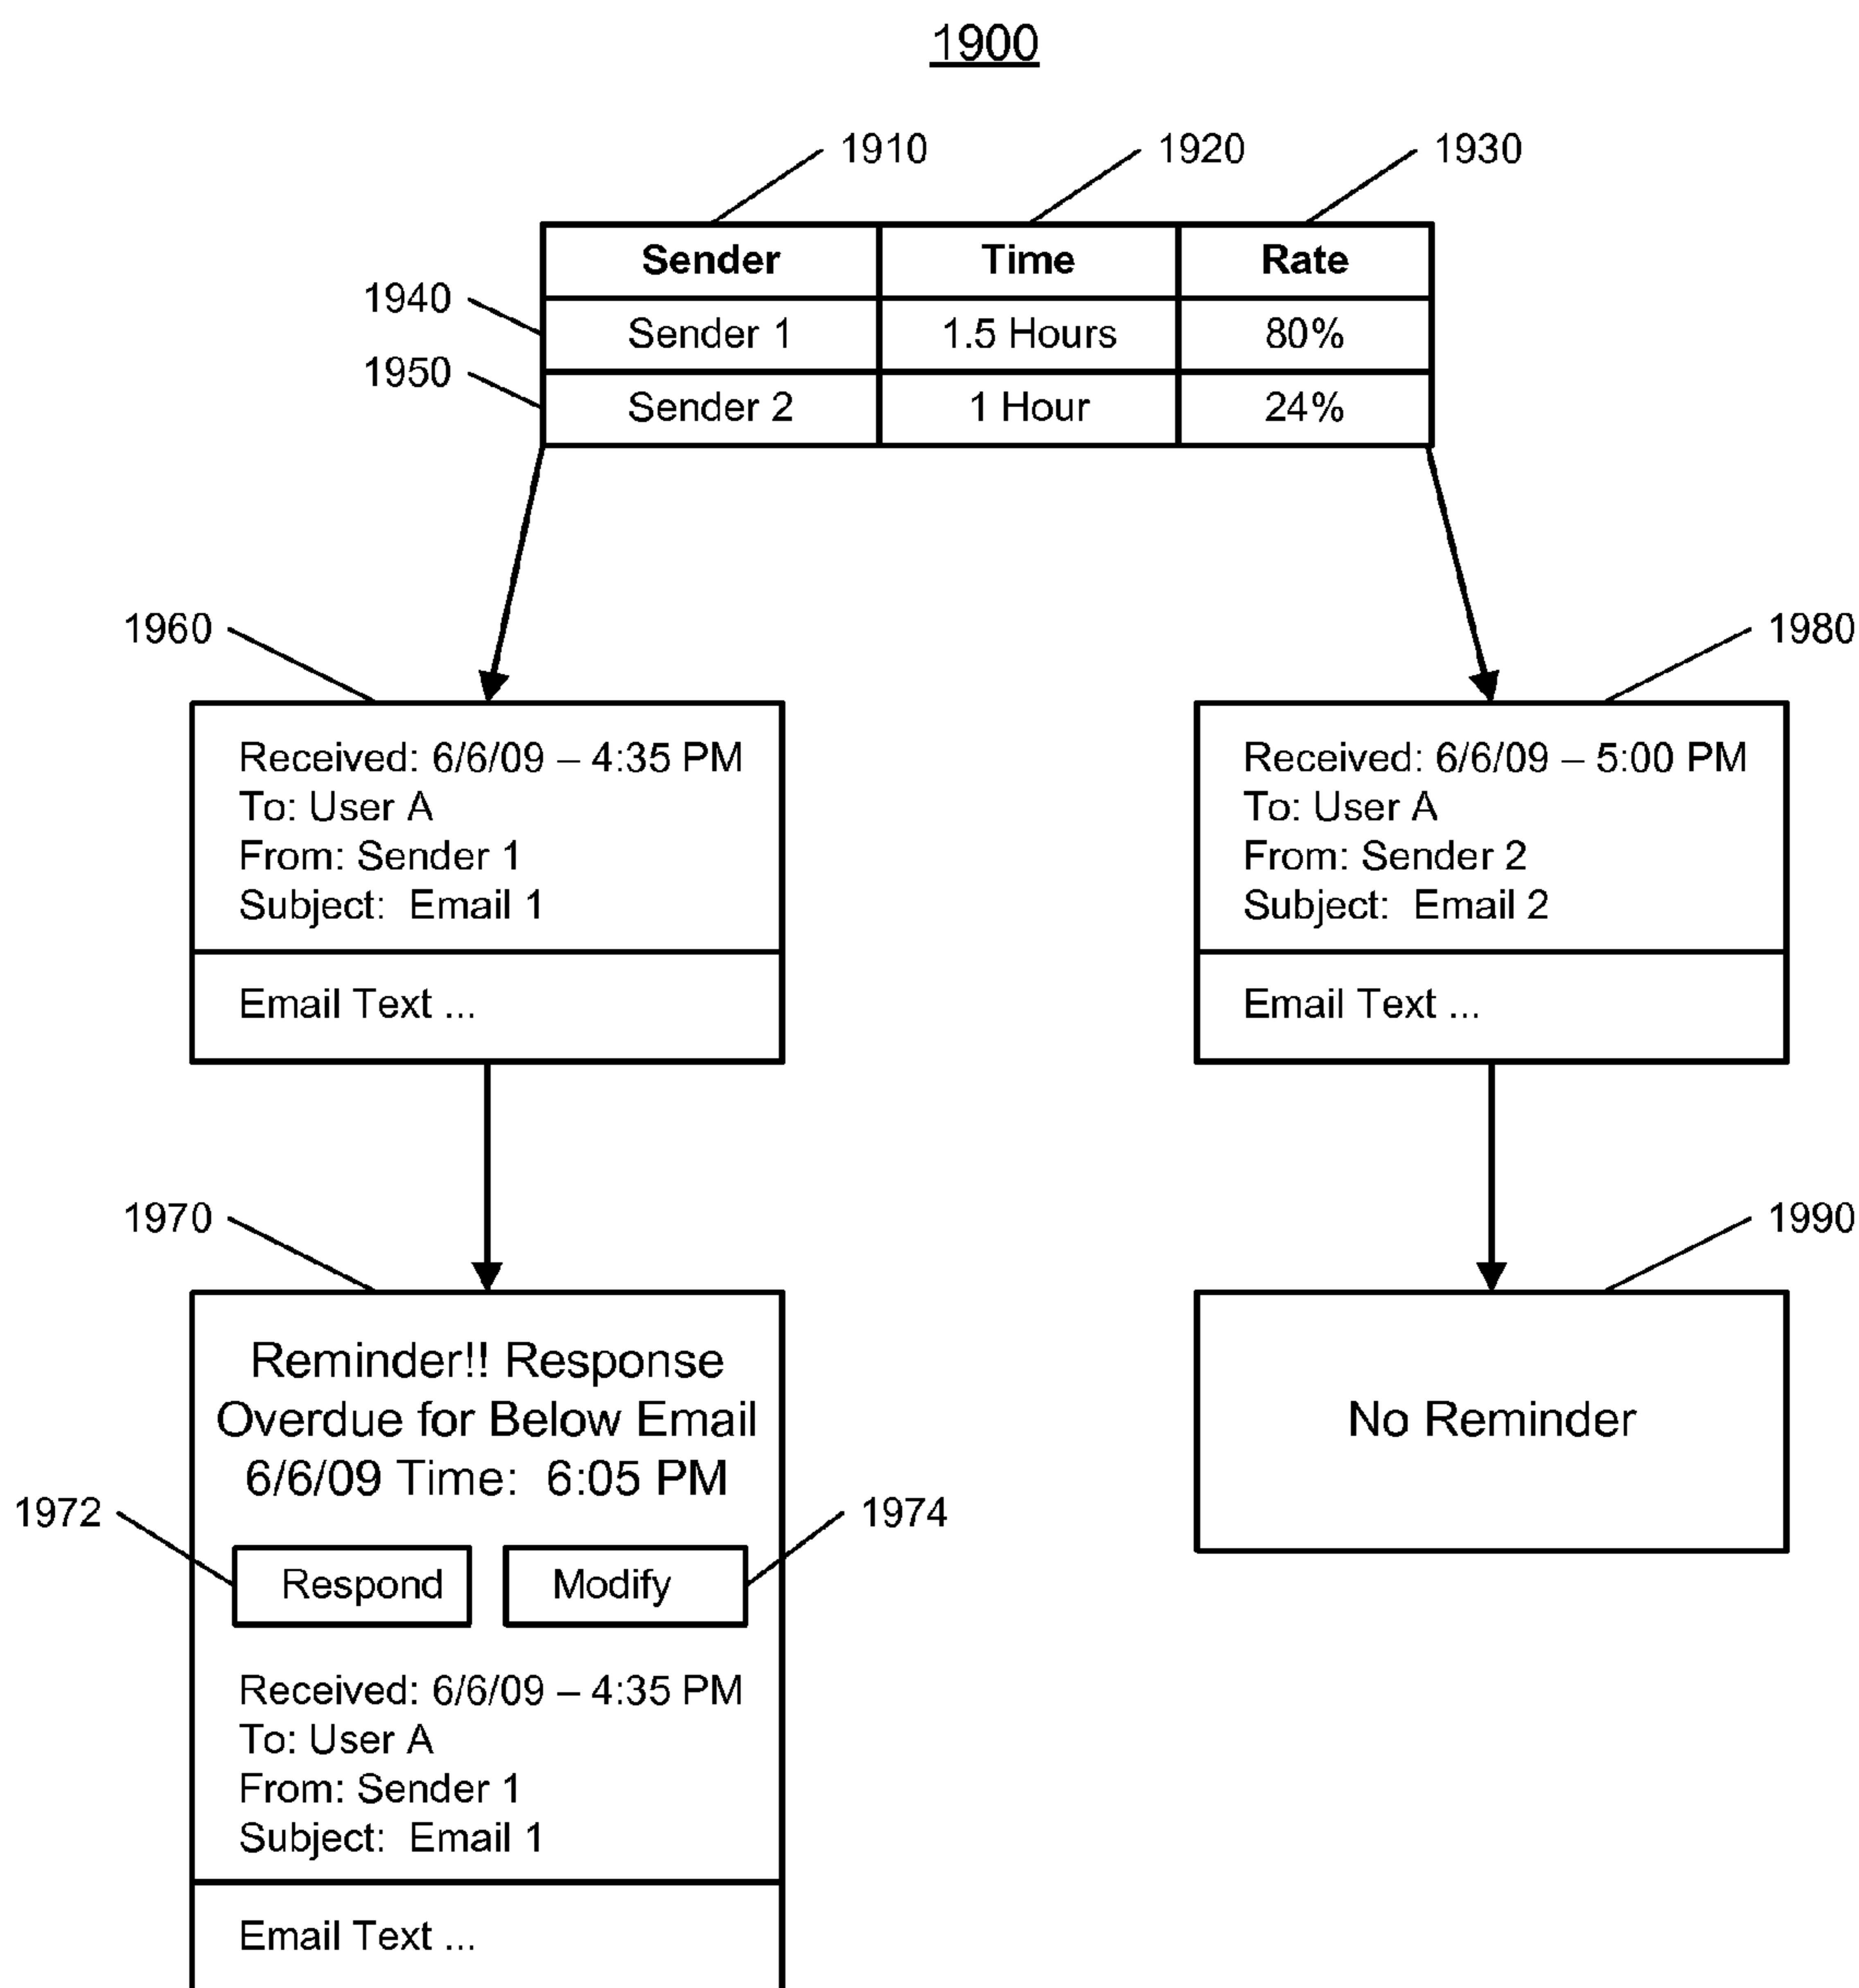 1900
1910 1920 1930
Sender Time Rate
1940
Sender 1 1.5 Hours 80%
1950
Sender 2 1 Hour 24%
1960
Received: 6/6/09 – 4:35 PM
To: User A
From: Sender 1
Subject: Email 1
Email Text ...
1980
Received: 6/6/09 – 5:00 PM
To: User A
From: Sender 2
Subject: Email 2
Email Text ...
1970
Reminder!! Response
Overdue for Below Email
6/6/09 Time: 6:05 PM
1972
1974
Respond Modify
Received: 6/6/09 – 4:35 PM
To: User A
From: Sender 1
Subject: Email 1
Email Text ...
1990
No Reminder